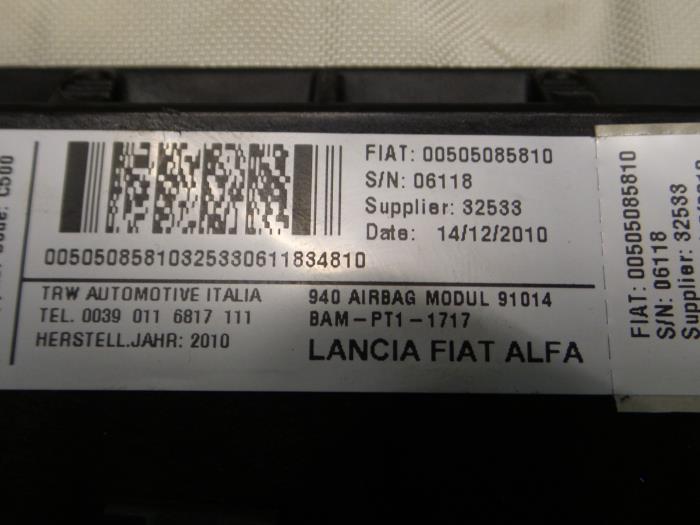 FIAT: 00505085810
S/N: 06118
Supplier: 32533
Date: 14/12/2010
00505085810325330611834810
TRW AUTOMOTIVE ITALIA
TEL. 0039 011 6817 111
HERSTELL.JAHR: 2010
940 AIRBAG MODUL 91014
BAM-PT1-1717
LANCIA FIAT ALFA
FIAT: 00505085810
S/N: 06118
Supplier: 32533